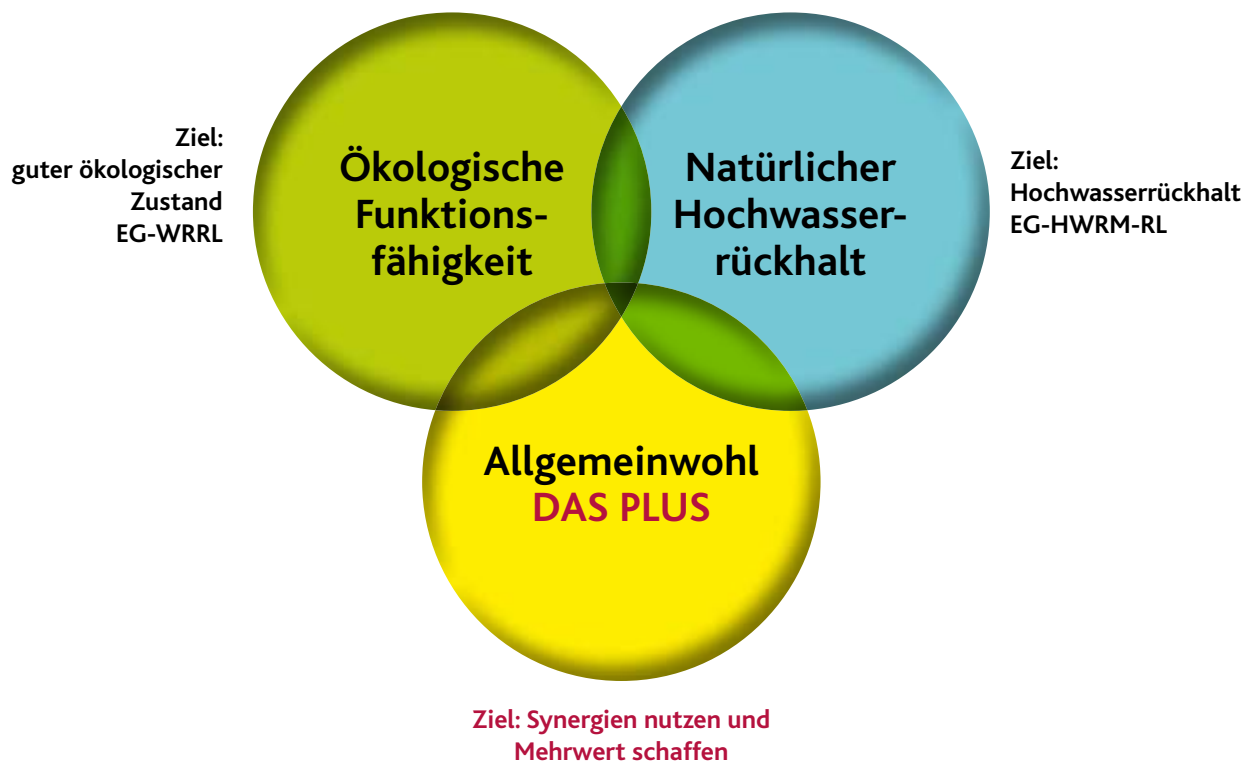 Ziel:
guter ökologischer
Zustand
EG-WRRL
Ökologische
Funktions-
fähigkeit
Natürlicher
Hochwasser-
rückhalt
Ziel:
Hochwasserrückhalt
EG-HWRM-RL
Allgemeinwohl
DAS PLUS
Ziel: Synergien nutzen und
Mehrwert schaffen